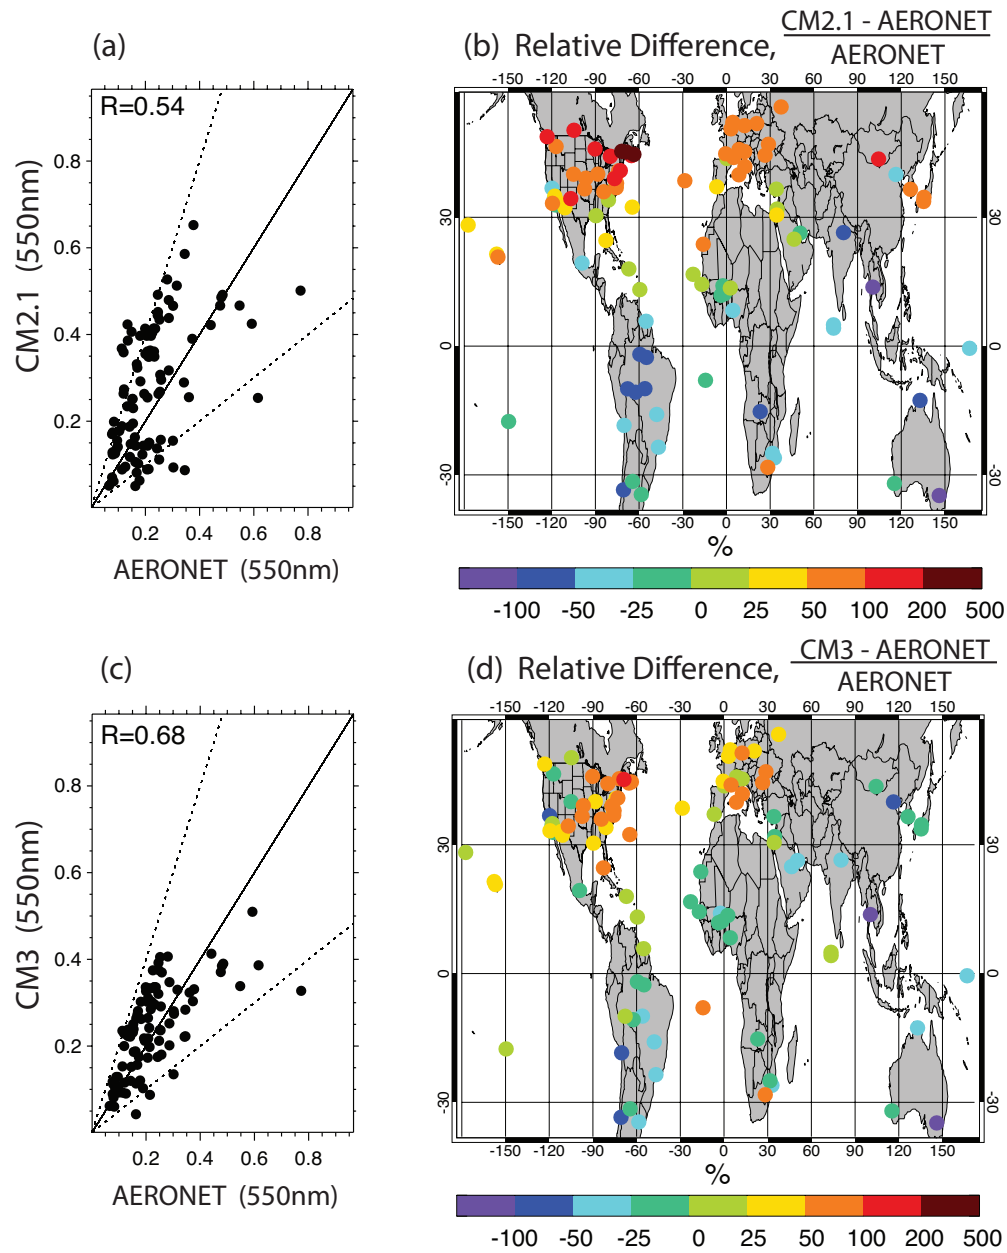 (a)
R=0.54
CM2.1 (550nm)
0.8
0.6
0.4
0.2
0.2 0.4 0.6 0.8
AERONET (550nm)
(b) Relative Difference, CM2.1 - AERONET
AERONET
-150 -120 -90 -60 -30 0 30 60 90 120 150
30 30
0 0
-30 -30
-150 -120 -90 -60 -30 0 30 60 90 120 150
%
-100 -50 -25 0 25 50 100 200 500
(c)
R=0.68
CM3 (550nm)
0.8
0.6
0.4
0.2
0.2 0.4 0.6 0.8
AERONET (550nm)
(d) Relative Difference, CM3 - AERONET
AERONET
-150 -120 -90 -60 -30 0 30 60 90 120 150
30 30
0 0
-30 -30
-150 -120 -90 -60 -30 0 30 60 90 120 150
%
-100 -50 -25 0 25 50 100 200 500